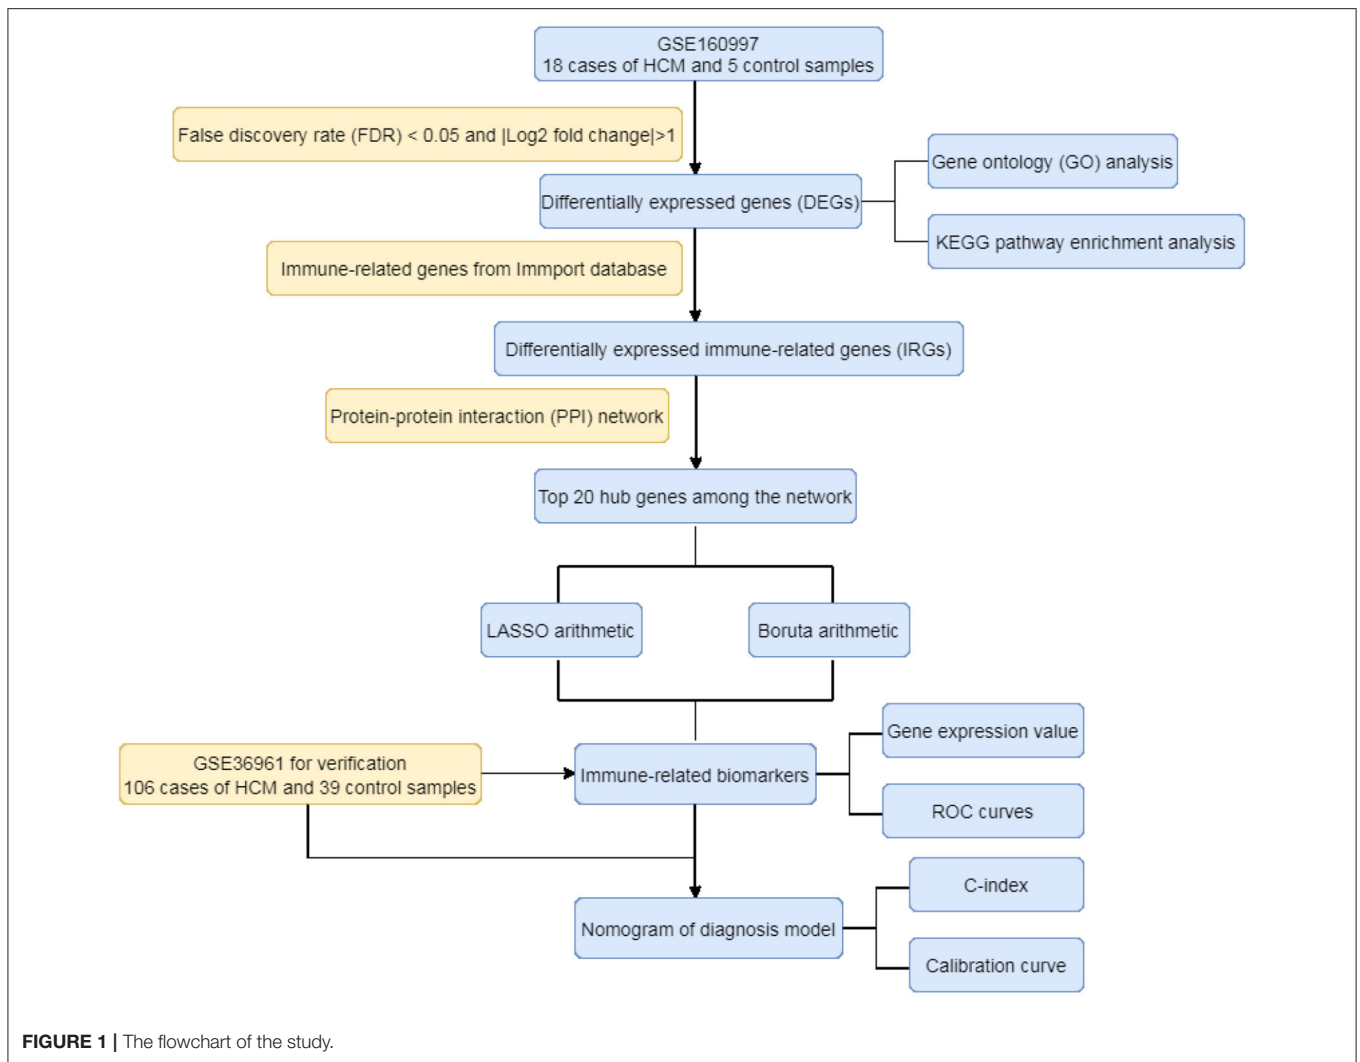 GSE160997
18 cases of HCM and 5 control samples
False discovery rate (FDR) < 0.05 and |Log2 fold change|>1
Gene ontology (GO) analysis
Differentially expressed genes (DEGs)
KEGG pathway enrichment analysis
Immune-related genes from Immport database
Differentially expressed immune-related genes (IRGs)
Protein-protein interaction (PPI) network
Top 20 hub genes among the network
LASSO arithmetic
Boruta arithmetic
Gene expression value
GSE36961 for verification
106 cases of HCM and 39 control samples
Immune-related biomarkers
ROC curves
C-index
Nomogram of diagnosis model
Calibration curve
FIGURE 1 | The flowchart of the study.